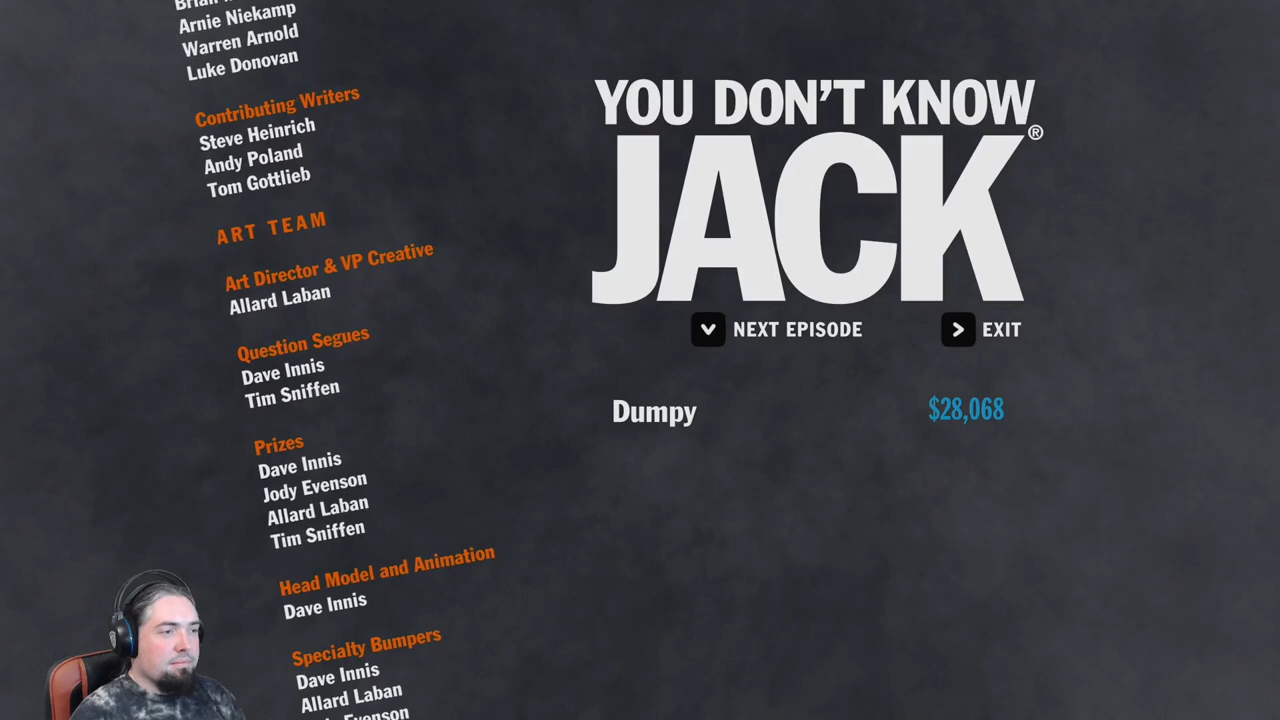 Arnie Niekamp
Warren Arnold
Luke Donovan
Contributing Writers
Steve Heinrich
Andy Poland
Tom Gottlieb
ART TEAM
Art Director & VP Creative
Allard Laban
Question Segues
Dave Innis
Tim Sniffen
Prizes
Dave Innis
Jody Evenson
Allard Laban
Tim Sniffen
Head Model and Animation
Dave Innis
Specialty Bumpers
Dave Innis
Allard Laban
Evenson
YOU DON'T KNOW
JACK®
NEXT EPISODE EXIT
Dumpy $28,068